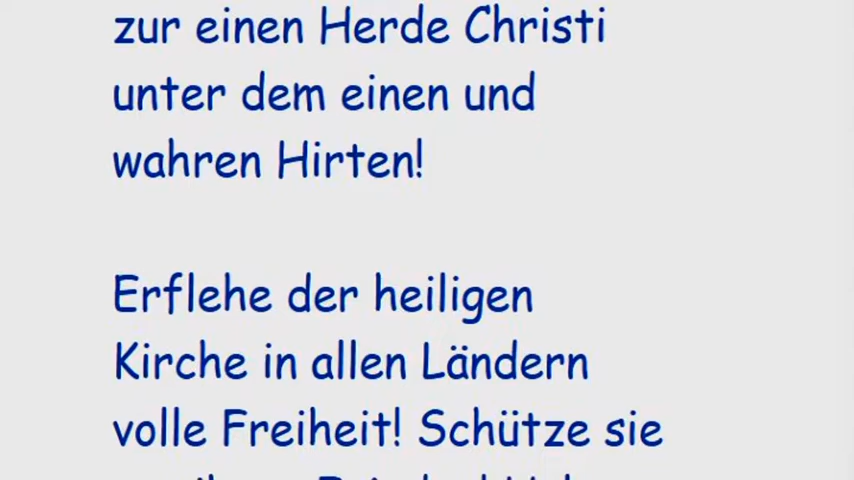 zur einen Herde Christi
unter dem einen und
wahren Hirten!
Erflehe der heiligen
Kirche in allen Ländern
volle Freiheit! Schütze sie